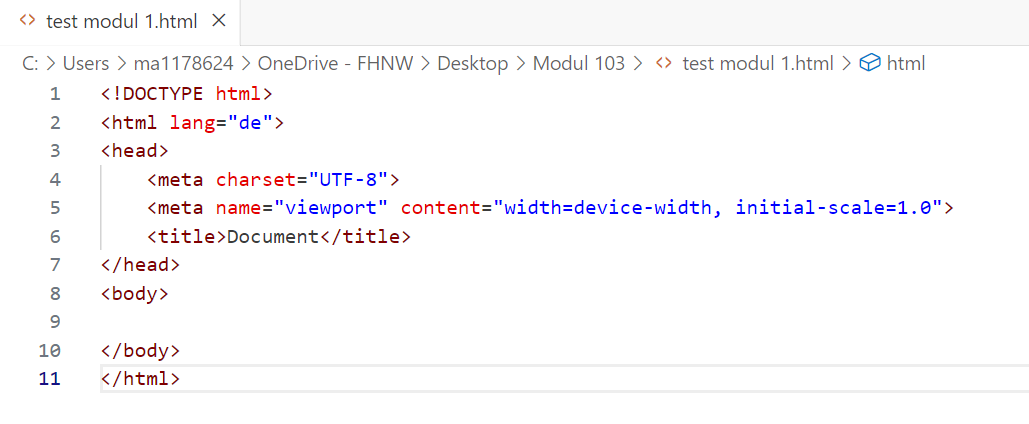 test modul 1.html
C: > Users > ma1178624 > OneDrive - FHNW > Desktop > Modul 103 > test modul 1.html > html
1 <!DOCTYPE html>
2 <html lang="de">
3 <head>
4     <meta charset="UTF-8">
5     <meta name="viewport" content="width=device-width, initial-scale=1.0">
6     <title>Document</title>
7 </head>
8 <body>
9
10 </body>
11 </html>